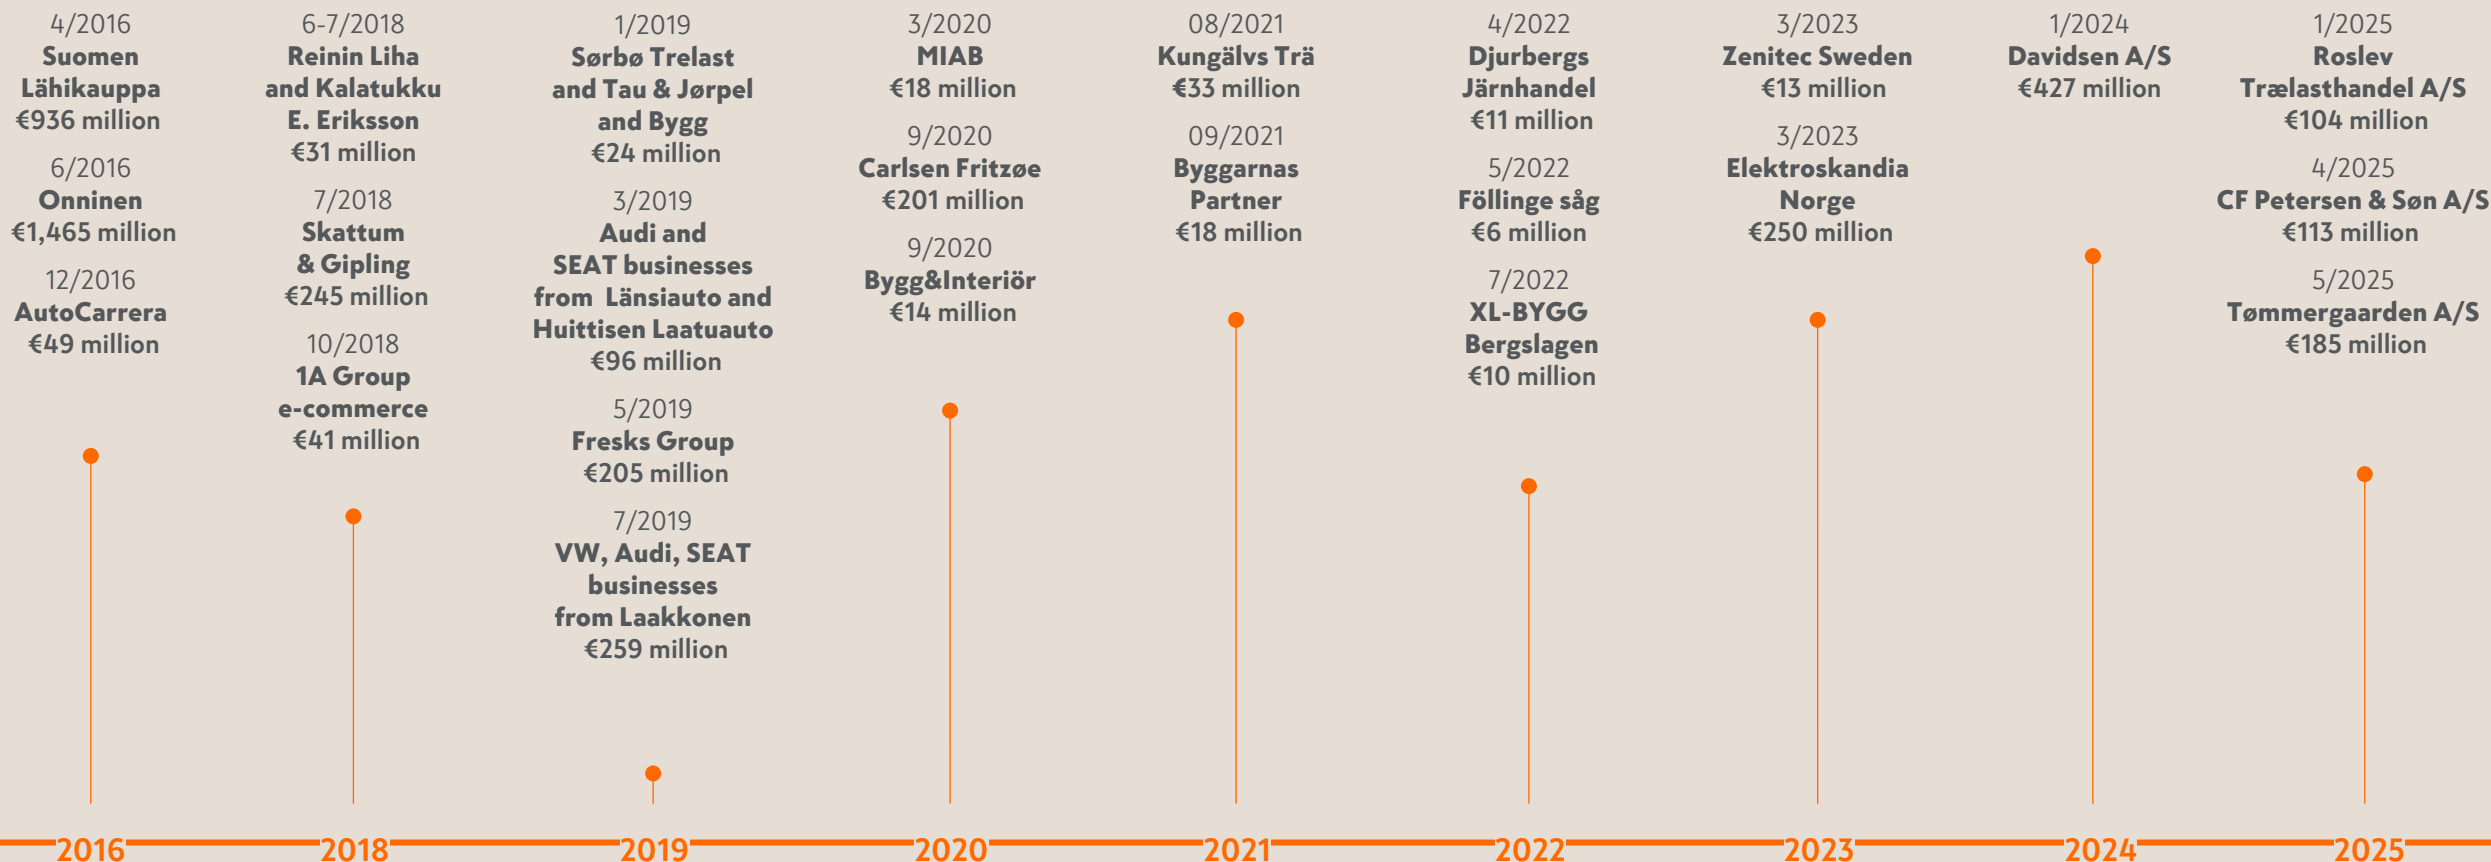 4/2016
Suomen
Lähikauppa
€936 million
6/2016
Onninen
€1,465 million
12/2016
AutoCarrera
€49 million
6-7/2018
Reinin Liha
and Kalatukku
E. Eriksson
€31 million
7/2018
Skattum
& Gipling
€245 million
10/2018
1A Group
e-commerce
€41 million
1/2019
Sørbø Trelast
and Tau & Jørpel
and Bygg
€24 million
3/2019
Audi and
SEAT businesses
from Länsiauto and
Huittisen Laatuauto
€96 million
5/2019
Fresks Group
€205 million
7/2019
VW, Audi, SEAT
businesses
from Laakkonen
€259 million
3/2020
MIAB
€18 million
9/2020
Carlsen Fritzøe
€201 million
9/2020
Bygg&Interiör
€14 million
08/2021
Kungälvs Trä
€33 million
09/2021
Byggarnas
Partner
€18 million
4/2022
Djurbergs
Järnhandel
€11 million
5/2022
Föllinge såg
€6 million
7/2022
XL-BYGG
Bergslagen
€10 million
3/2023
Zenitec Sweden
€13 million
3/2023
Elektroskandia
Norge
€250 million
1/2024
Davidsen A/S
€427 million
1/2025
Roslev
Trælasthandel A/S
€104 million
4/2025
CF Petersen & Søn A/S
€113 million
5/2025
Tømmergaarden A/S
€185 million
2016 2018 2019 2020 2021 2022 2023 2024 2025